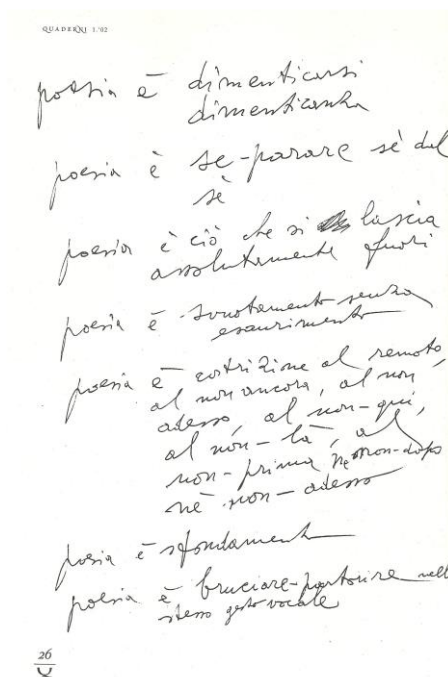 QUADERNI 1.'02
poesia è dimenticarsi
dimenticanza
poesia è se-parare sé dal
sé
poesia è ciò che si lascia
assolutamente fuori
poesia è svuotamento senza
esaurimento
poesia è costrizione al remoto,
al non ancora, al non
adesso, al non-qui,
al non-là, al
non-prima né non-dopo
né non-adesso
poesia è sfondamento
poesia è bruciare-partorire nello
stesso gesto vocale
26